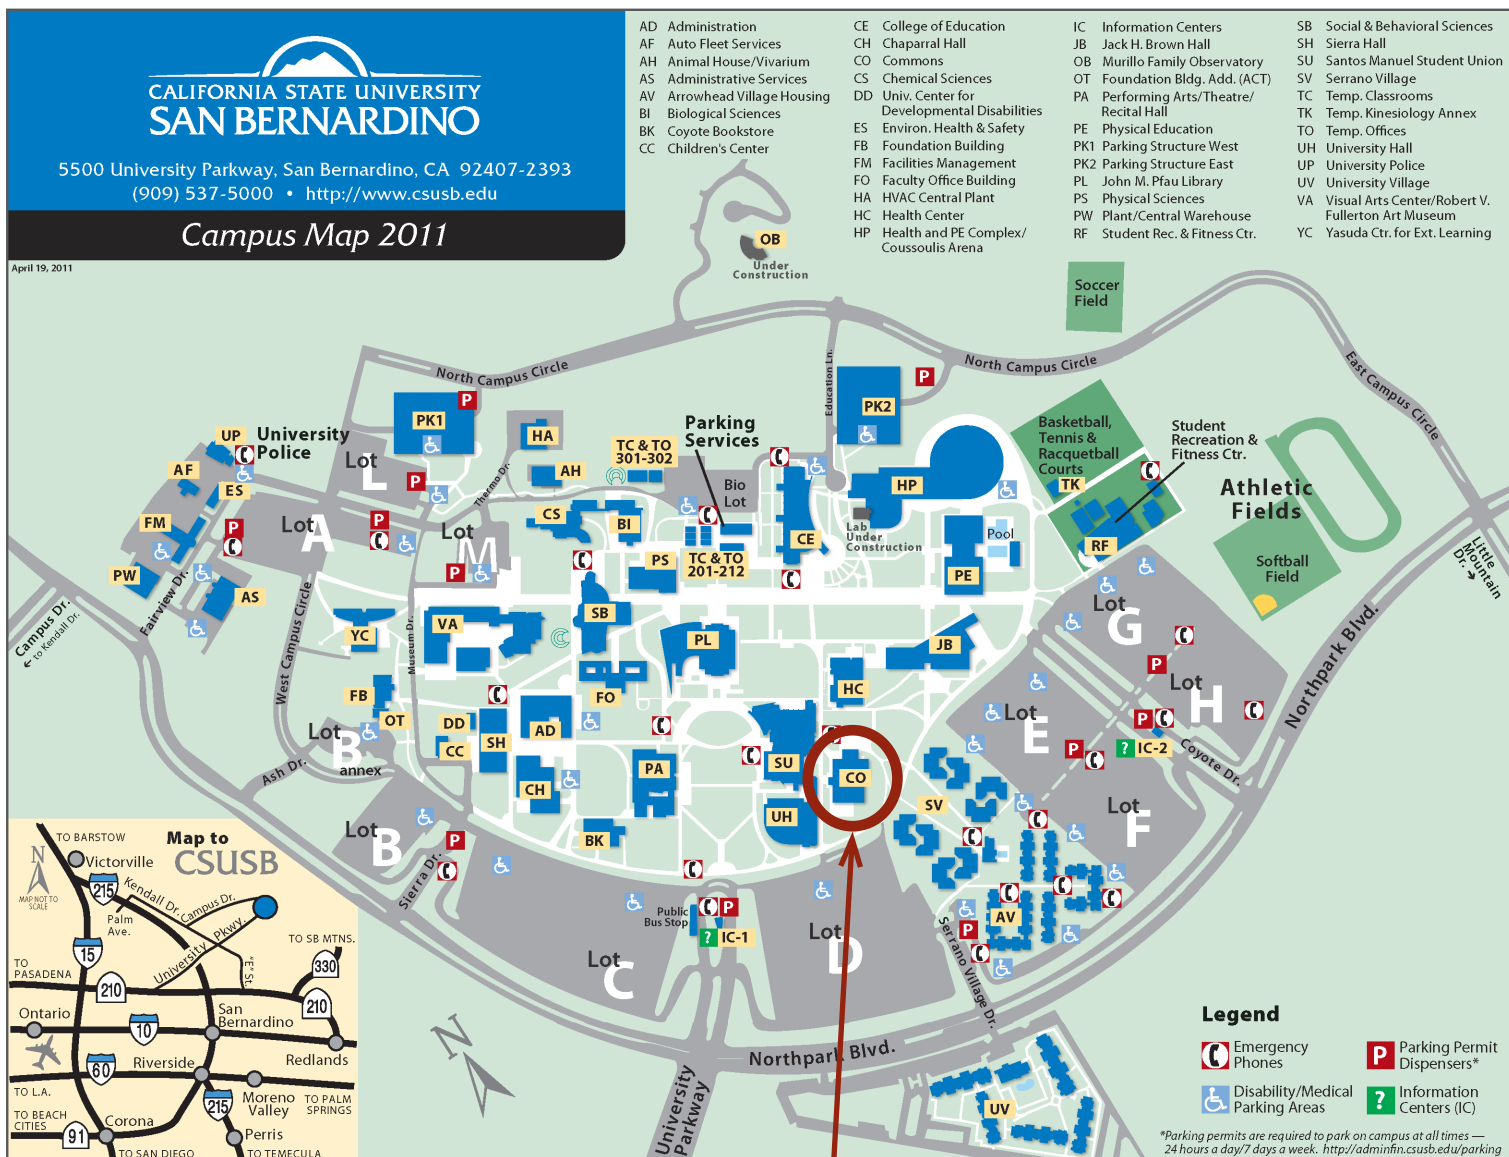 CALIFORNIA STATE UNIVERSITY
SAN BERNARDINO
5500 University Parkway, San Bernardino, CA 92407-2393
(909) 537-5000 • http://www.csusb.edu
Campus Map 2011
April 19, 2011
AD Administration
AF Auto Fleet Services
AH Animal House/Vivarium
AS Administrative Services
AV Arrowhead Village Housing
BI Biological Sciences
BK Coyote Bookstore
CC Children's Center
CE College of Education
CH Chaparral Hall
CO Commons
CS Chemical Sciences
DD Univ. Center for
Developmental Disabilities
ES Environ. Health & Safety
FB Foundation Building
FM Facilities Management
FO Faculty Office Building
HA HVAC Central Plant
HC Health Center
HP Health and PE Complex/
Coussoulis Arena
IC Information Centers
JB Jack H. Brown Hall
OB Murillo Family Observatory
OT Foundation Bldg. Add. (ACT)
PA Performing Arts/Theatre/
Recital Hall
PE Physical Education
PK1 Parking Structure West
PK2 Parking Structure East
PL John M. Pfau Library
PS Physical Sciences
PW Plant/Central Warehouse
RF Student Rec. & Fitness Ctr.
SB Social & Behavioral Sciences
SH Sierra Hall
SU Santos Manuel Student Union
SV Serrano Village
TC Temp. Classrooms
TK Temp. Kinesiology Annex
TO Temp. Offices
UH University Hall
UP University Police
UV University Village
VA Visual Arts Center/Robert V.
Fullerton Art Museum
YC Yasuda Ctr. for Ext. Learning
OB
Under
Construction
Soccer
Field
North Campus Circle
North Campus Circle
East Campus Circle
Education Ln.
PK1
P
PK2
P
UP
University
Police
AF
ES
FM
PW
AS
Lot
L
P
Lot
A
P
P
HA
AH
Thermo Dr.
TC & TO
301-302
Parking
Services
Bio
Lot
CS
BI
Lot
M
P
PS
TC & TO
201-212
CE
HP
Lab
Under
Construction
PE
Pool
Basketball,
Tennis &
Racquetball
Courts
TK
Student
Recreation &
Fitness Ctr.
RF
Athletic
Fields
Softball
Field
Little
Mountain
Dr.
Campus Dr.
to Kendall Dr.
Fairview Dr.
West Campus Circle
Museum Dr.
YC
VA
SB
PL
JB
HC
FB
OT
FO
DD
CC
SH
AD
CH
PA
SU
CO
UH
BK
SV
AV
Lot
B
annex
Ash Dr.
Lot
B
Sierra Dr.
P
Lot
G
P
Lot
H
P
Lot
E
P
? IC-2
Coyote Dr.
Lot
F
Northpark Blvd.
Public
Bus Stop
P
? IC-1
Lot
C
Lot
D
P
Serrano Village Dr.
Northpark Blvd.
University
Parkway
UV
N
Map to
CSUSB
N
MAP NOT TO
SCALE
TO BARSTOW
Victorville
215
Kendall Dr.
Campus Dr.
Palm
Ave.
University Pkwy.
"E" St.
TO SB MTNS.
330
15
TO
PASADENA
210
210
Ontario
10
San
Bernardino
Redlands
60
Riverside
TO L.A.
215
Moreno
Valley
TO PALM
SPRINGS
TO BEACH
CITIES
91
Corona
Perris
TO SAN DIEGO
TO TEMECULA
Legend
Emergency
Phones
P Parking Permit
Dispensers*
Disability/Medical
Parking Areas
? Information
Centers (IC)
*Parking permits are required to park on campus at all times —
24 hours a day/7 days a week. http://adminfin.csusb.edu/parking